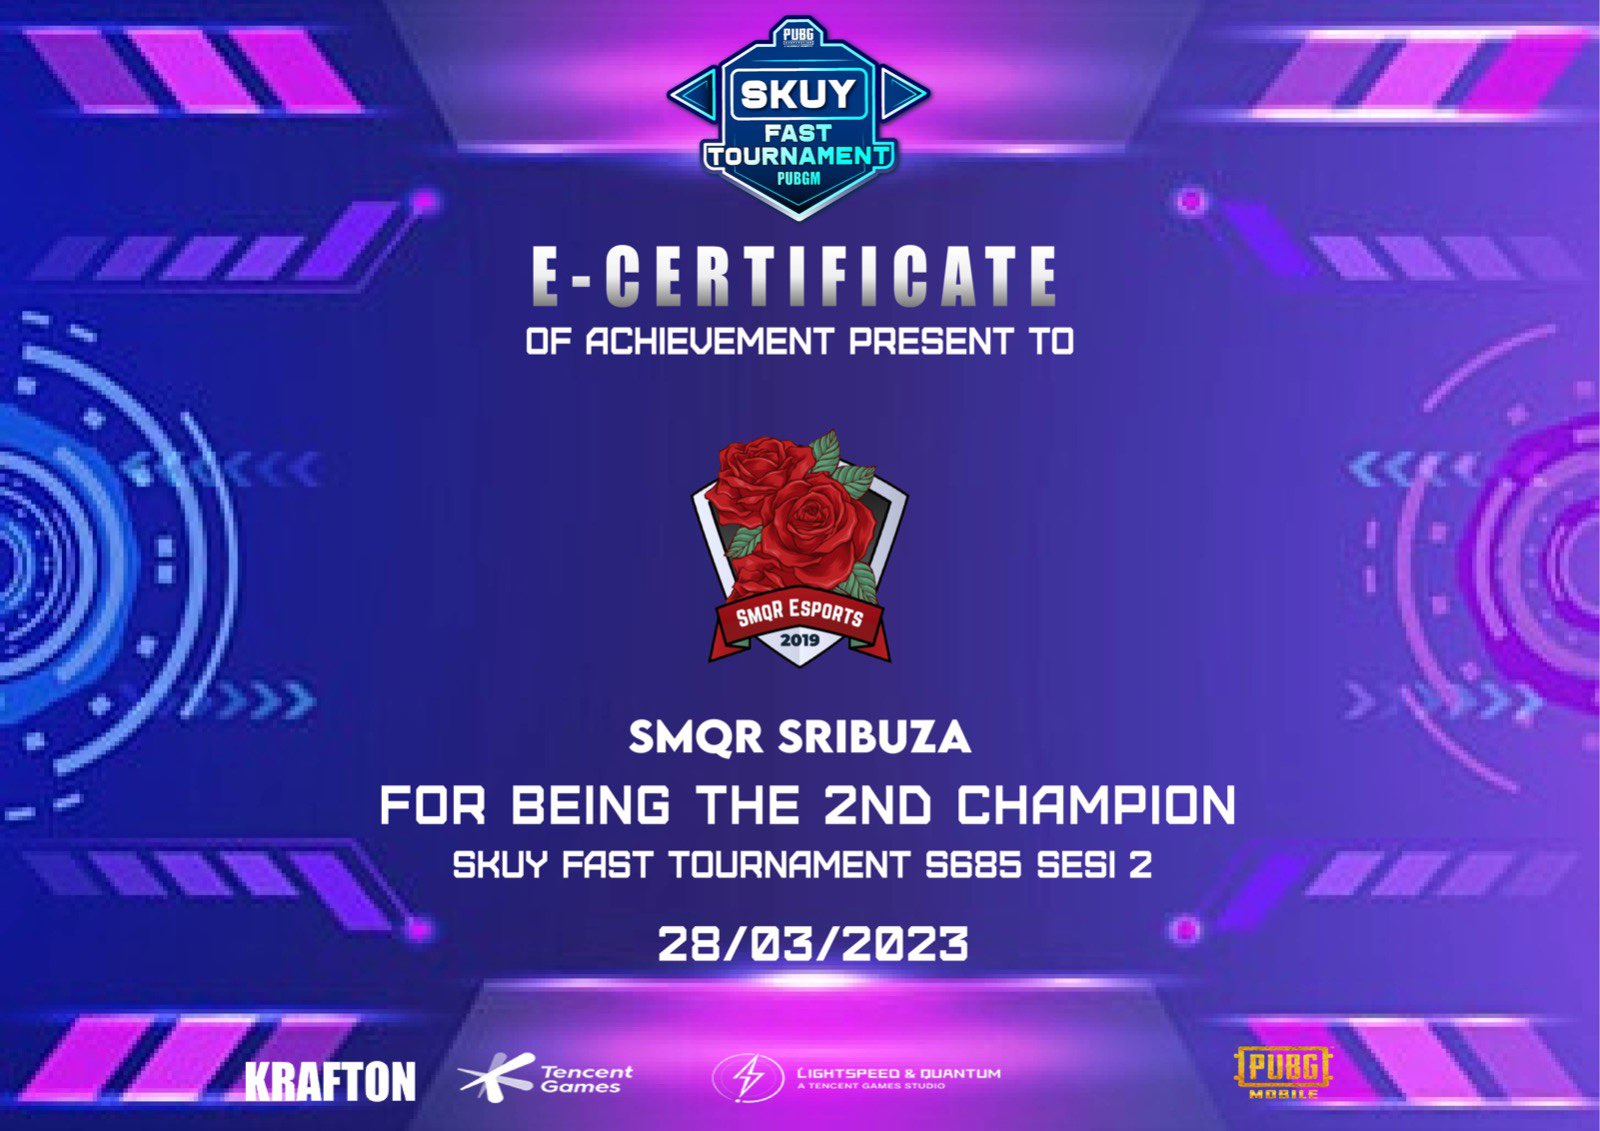 PUBG
SKUY
FAST
TOURNAMENT
PUBGM
E-CERTIFICATE
OF ACHIEVEMENT PRESENT TO
SMQR ESPORTS
2019
SMQR SRIBUZA
FOR BEING THE 2ND CHAMPION
SKUY FAST TOURNAMENT S685 SESI 2
28/03/2023
KRAFTON
Tencent
Games
LIGHTSPEED & QUANTUM
A TENCENT GAMES STUDIO
PUBG
MOBILE